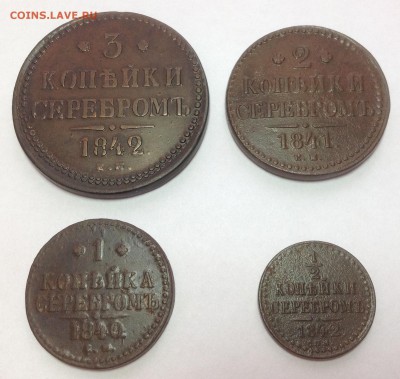 COINS.LAVE.RU
3
КОПѢЙКИ
СЕРЕБРОМЪ
1842.
2
КОПѢЙКИ
СЕРЕБРОМЪ
1841.
1
КОПѢЙКА
СЕРЕБРОМЪ
1840.
1/2
КОПѢЙКИ
СЕРЕБРОМЪ